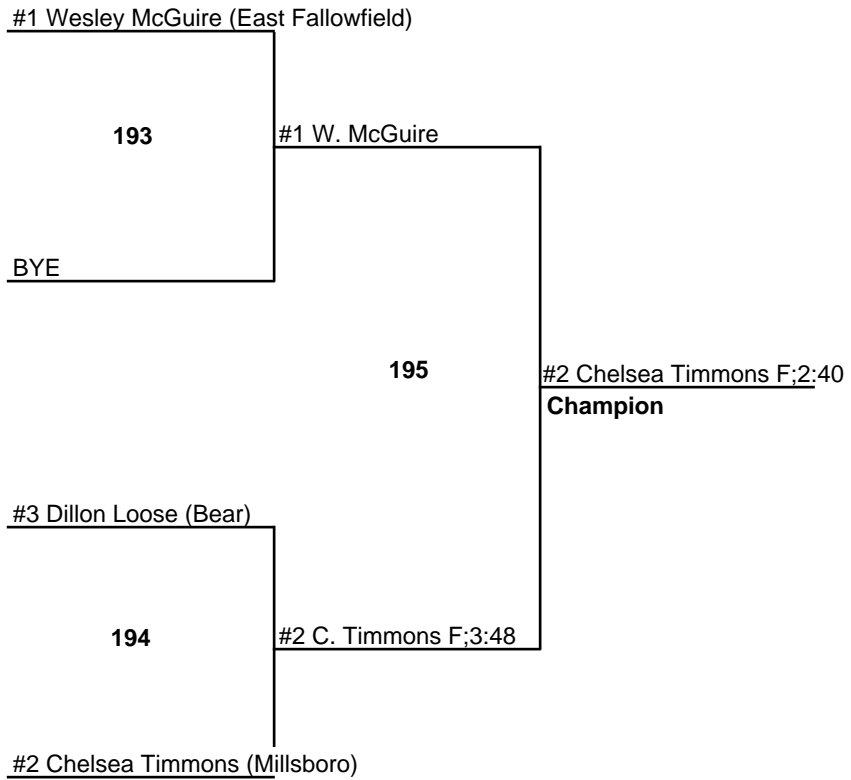 #1 Wesley McGuire (East Fallowfield)
193
#1 W. McGuire
BYE
195
#2 Chelsea Timmons F;2:40
Champion
#3 Dillon Loose (Bear)
194
#2 C. Timmons F;3:48
#2 Chelsea Timmons (Millsboro)